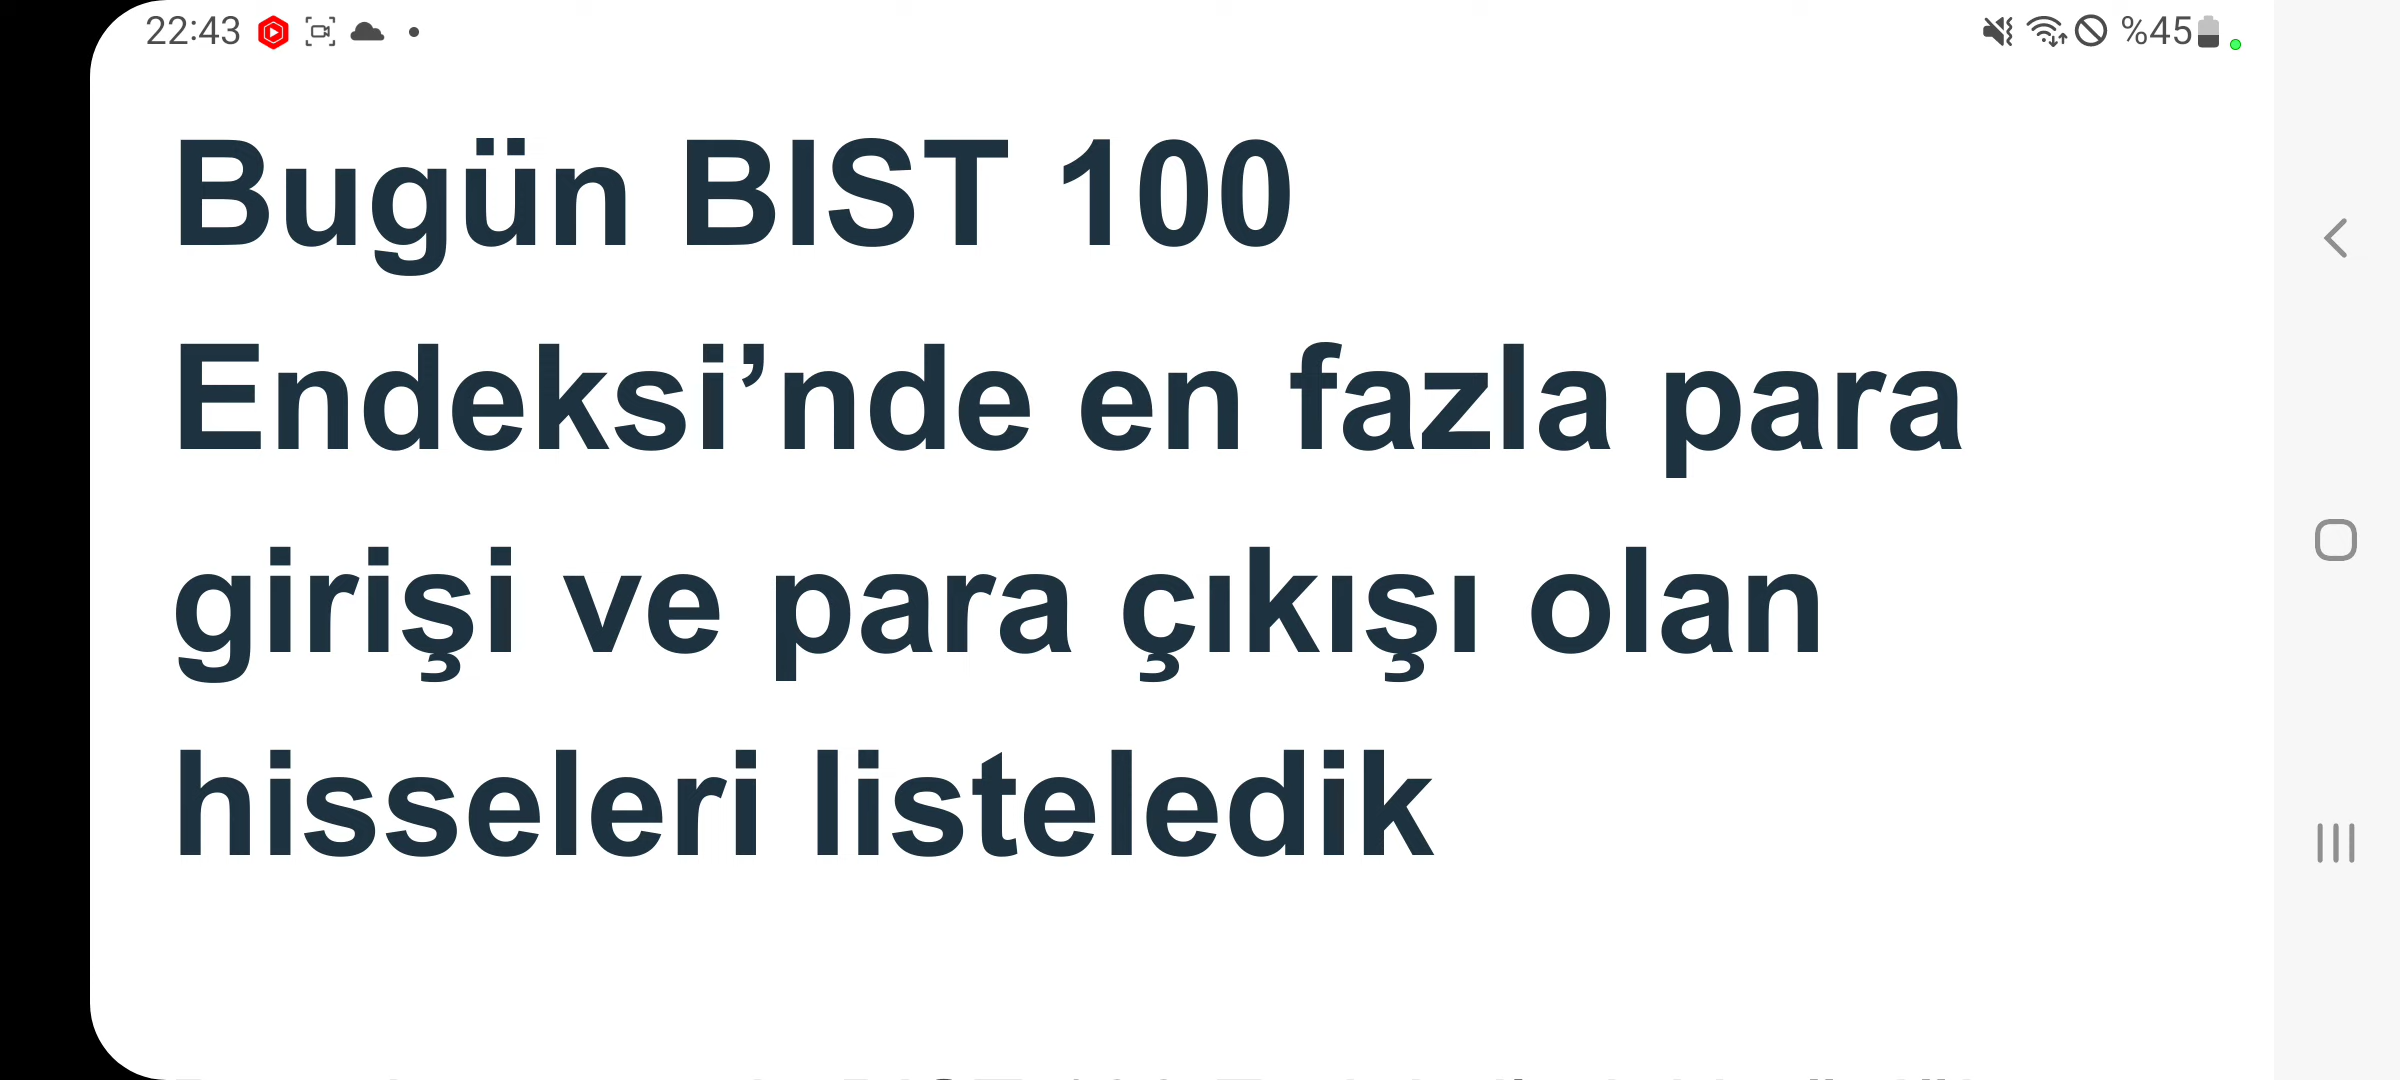 22:43
%45
Bugün BIST 100
Endeksi’nde en fazla para
girişi ve para çıkışı olan
hisseleri listeledik